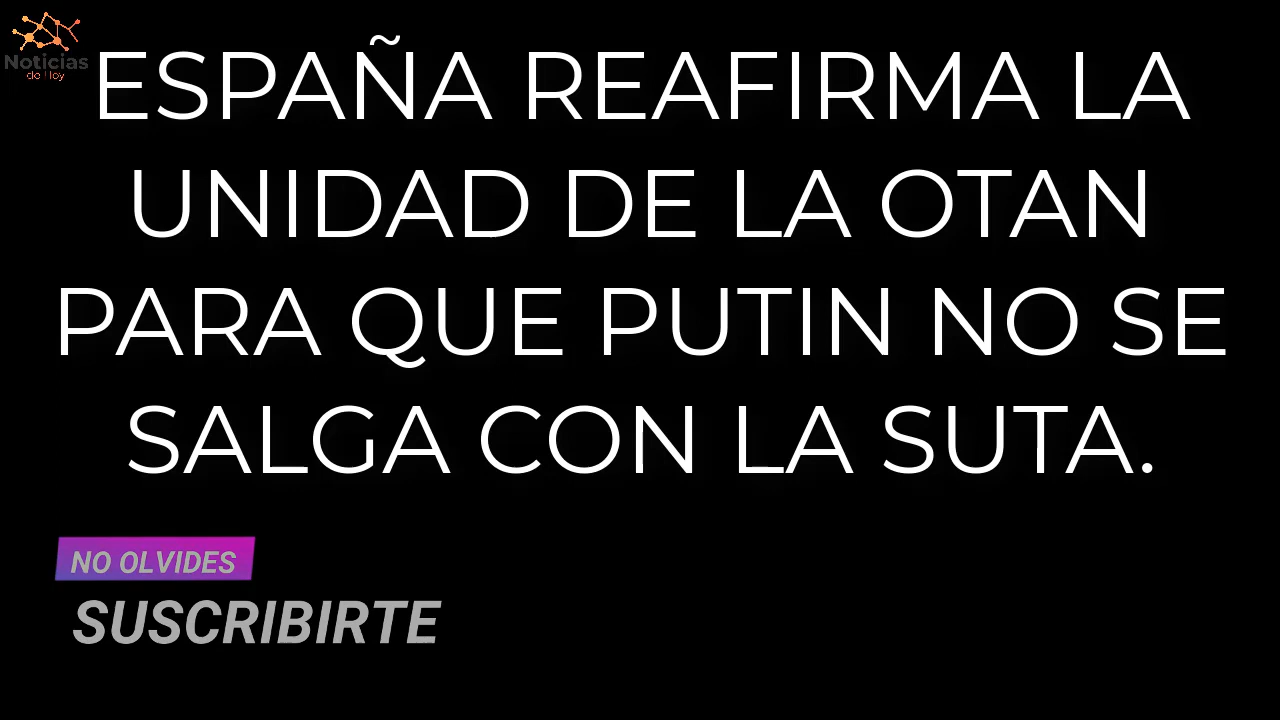 Noticias
de Hoy
ESPAÑA REAFIRMA LA
UNIDAD DE LA OTAN
PARA QUE PUTIN NO SE
SALGA CON LA SUTA.
NO OLVIDES
SUSCRIBIRTE